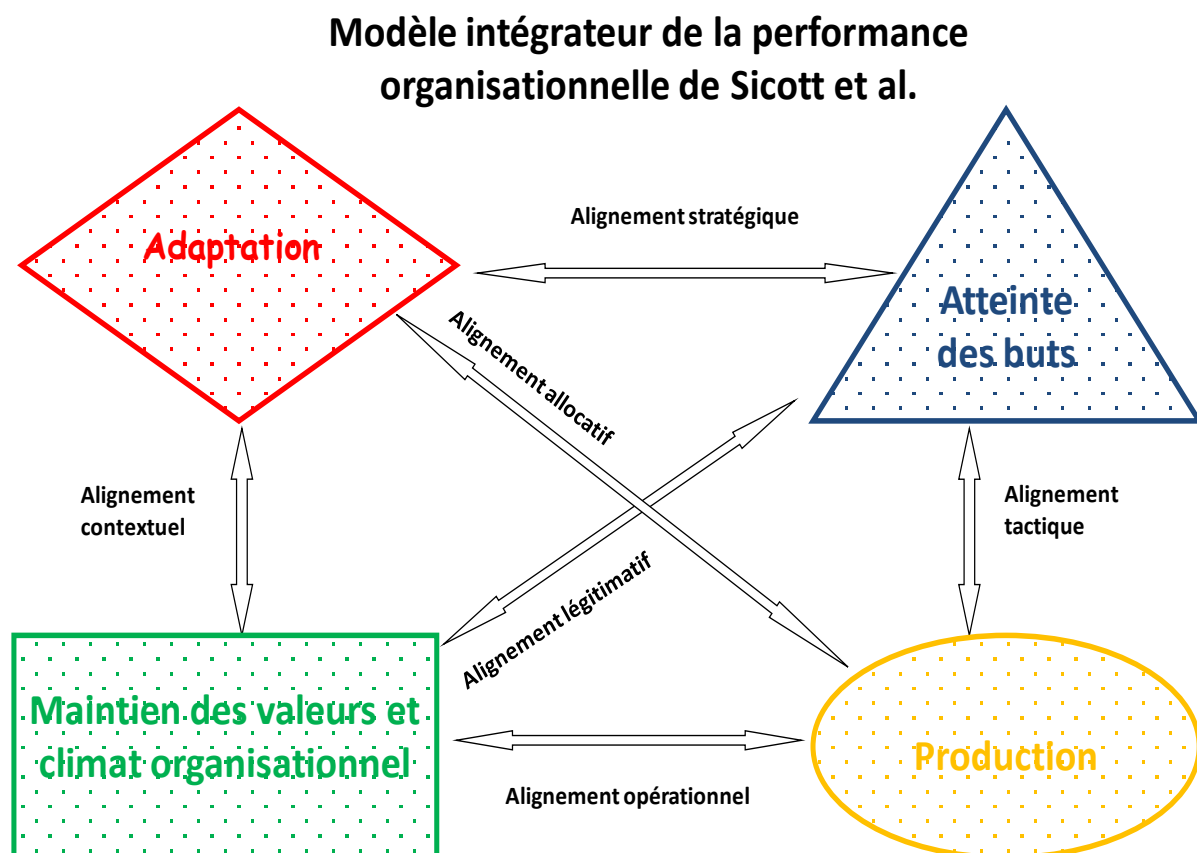 Modèle intégrateur de la performance
organisationnelle de Sicott et al.
Adaptation
Alignement stratégique
Atteinte
des buts
Alignement allocatif
Alignement
contextuel
Alignement
tactique
Alignement légitimatif
Maintien des valeurs et
climat organisationnel
Production
Alignement opérationnel